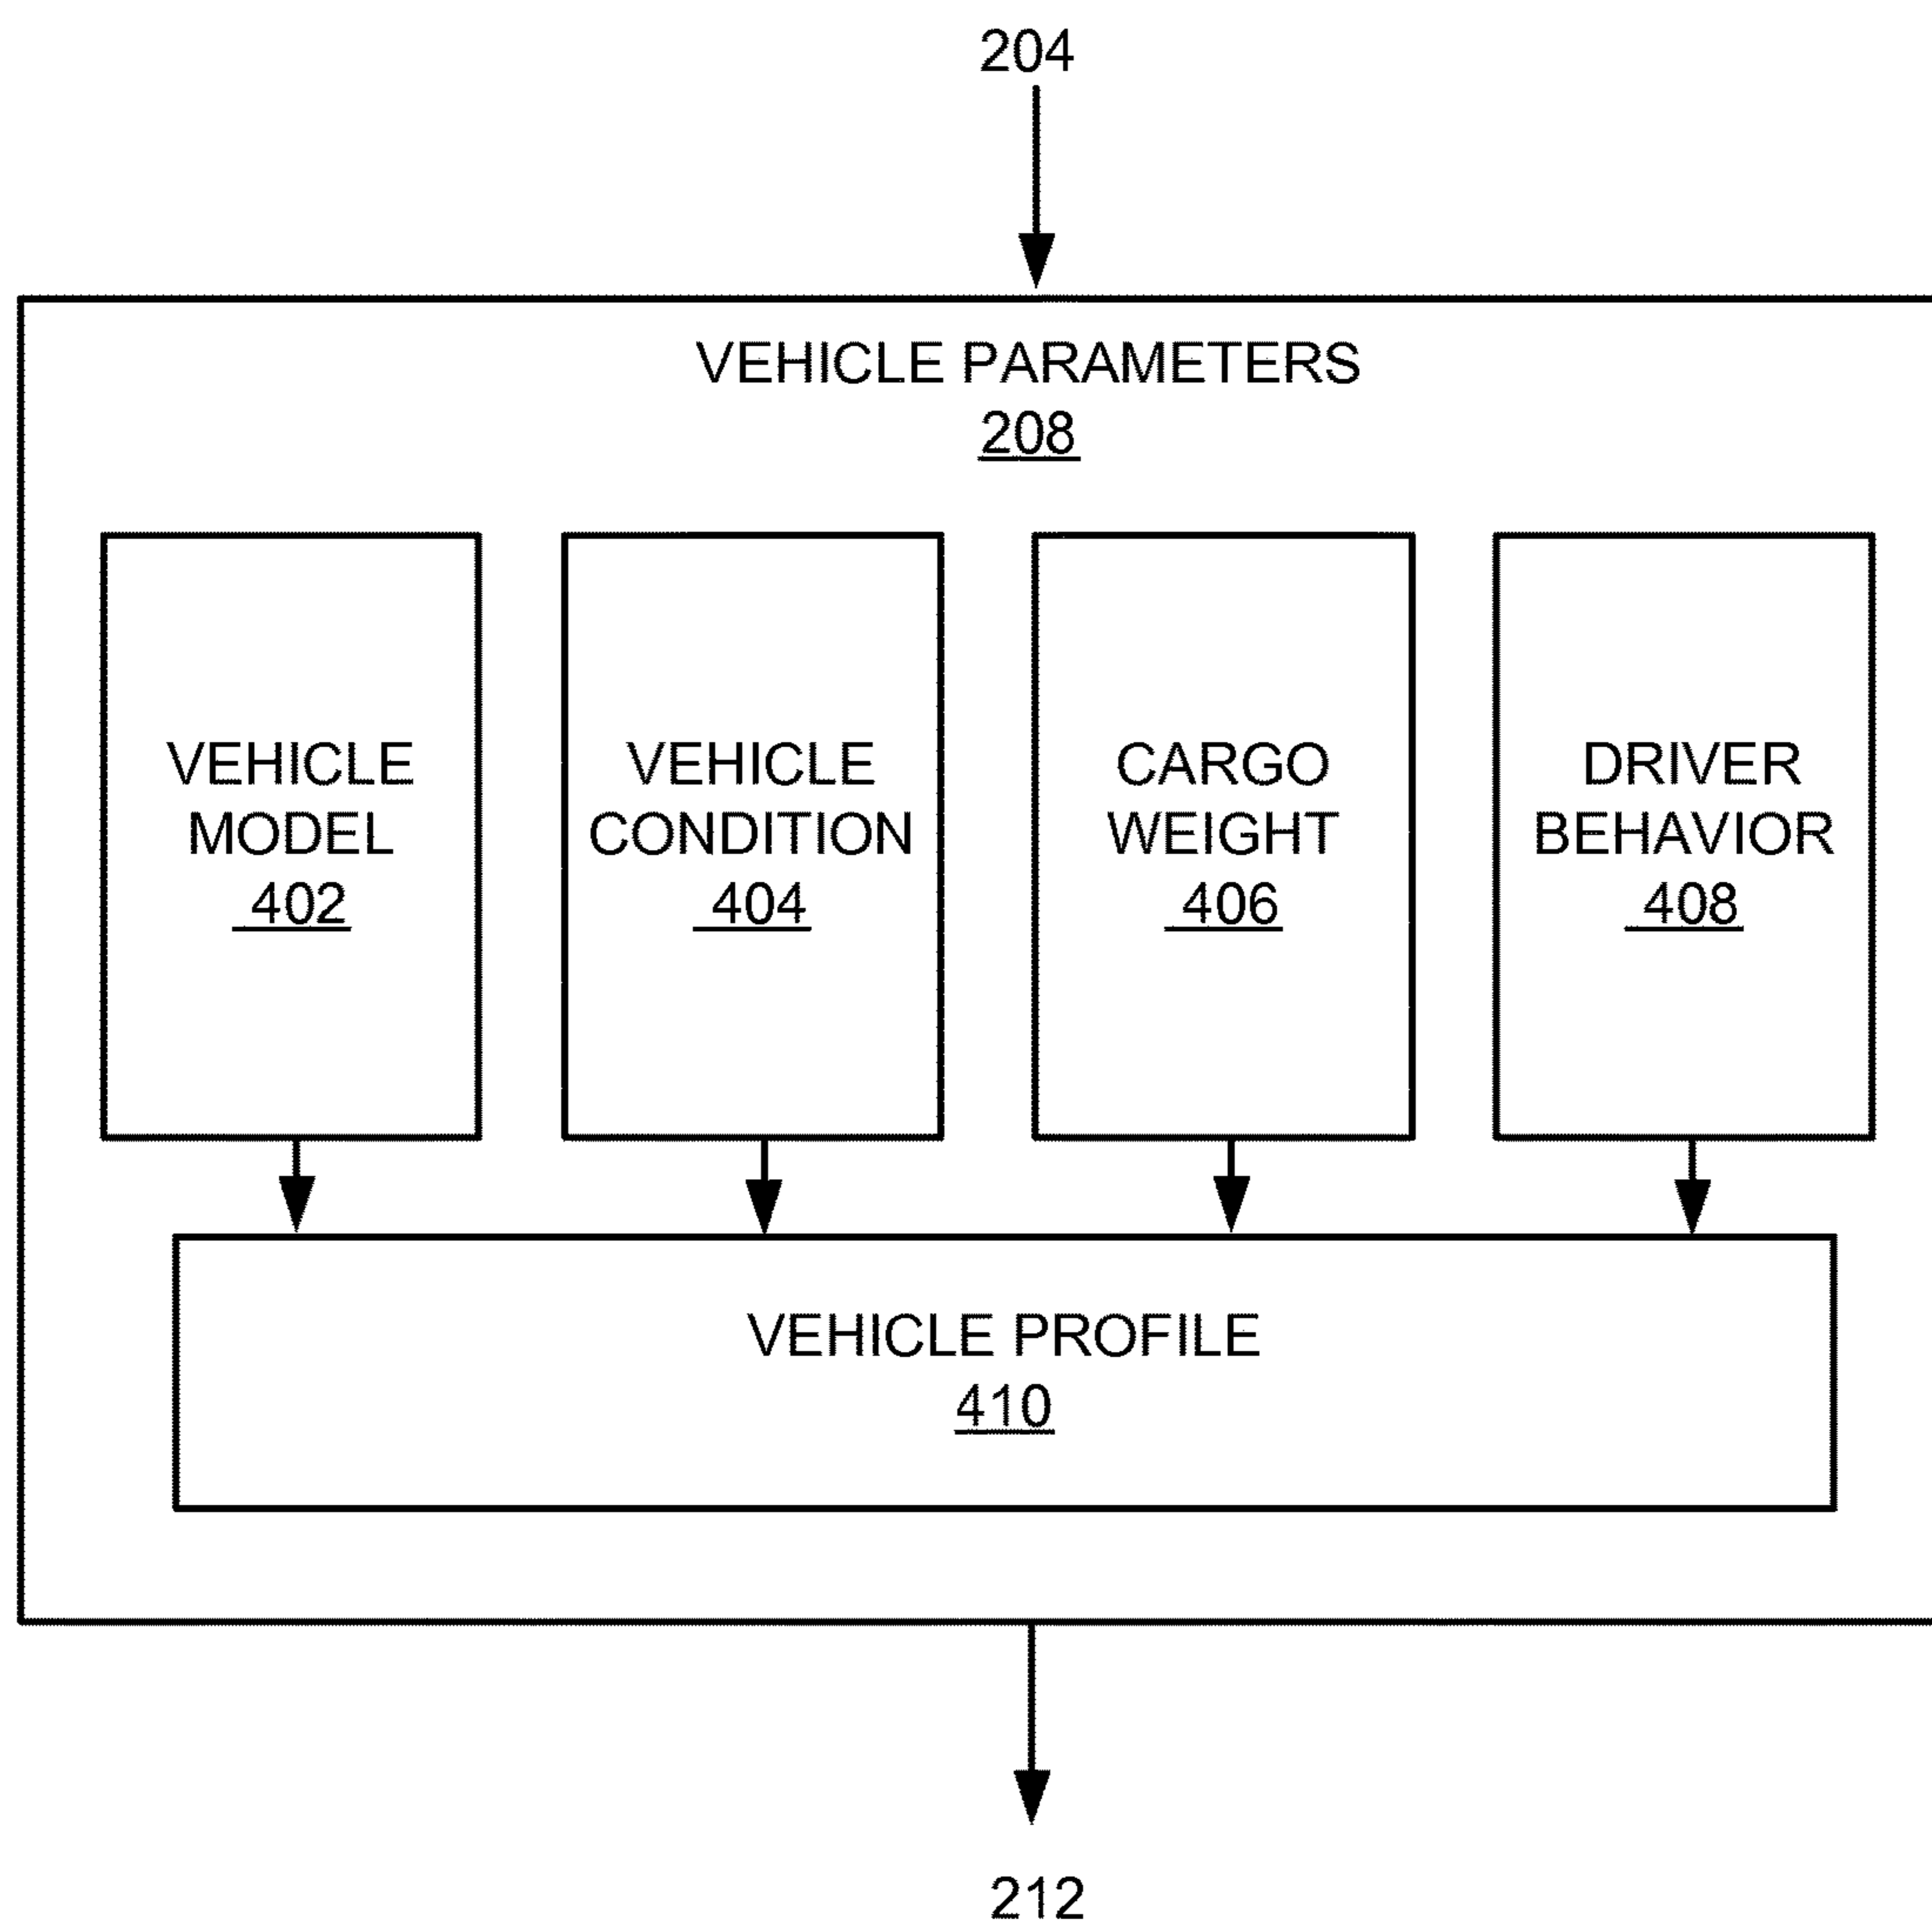 204
VEHICLE PARAMETERS
208
VEHICLE
MODEL
402
VEHICLE
CONDITION
404
CARGO
WEIGHT
406
DRIVER
BEHAVIOR
408
VEHICLE PROFILE
410
212